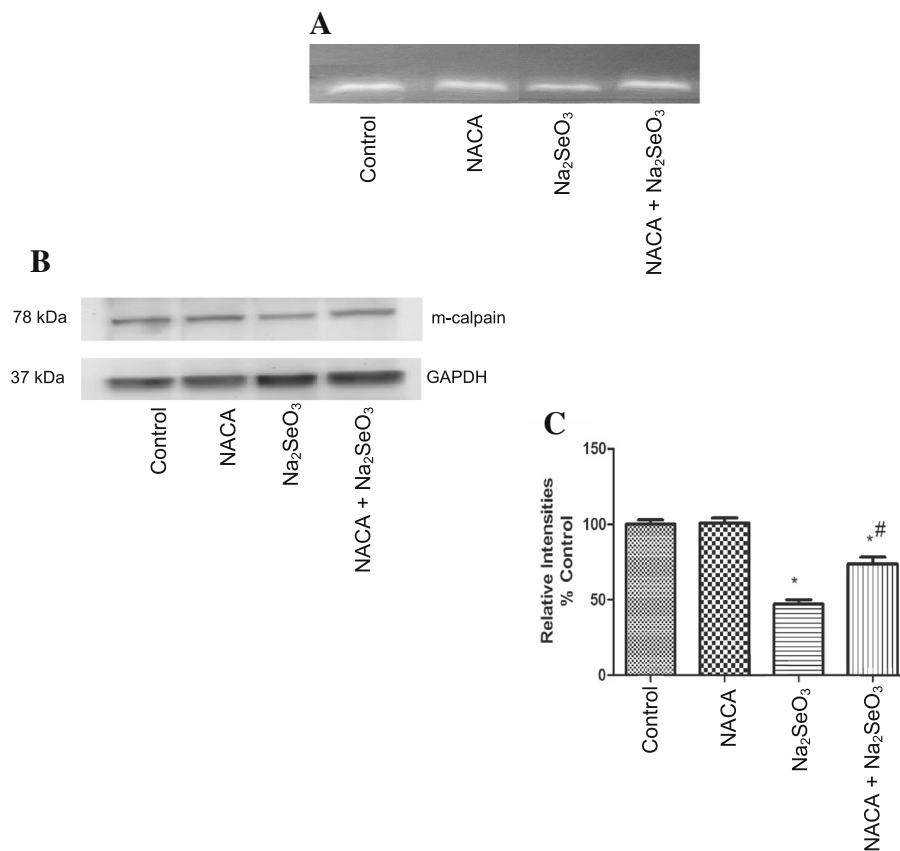 A
Control
NACA
Na₂SeO₃
NACA + Na₂SeO₃
B
78 kDa
m-calpain
37 kDa
GAPDH
Control
NACA
Na₂SeO₃
NACA + Na₂SeO₃
C
Relative Intensities
% Control
150
100
50
0
*
*#
Control
NACA
Na₂SeO₃
NACA + Na₂SeO₃